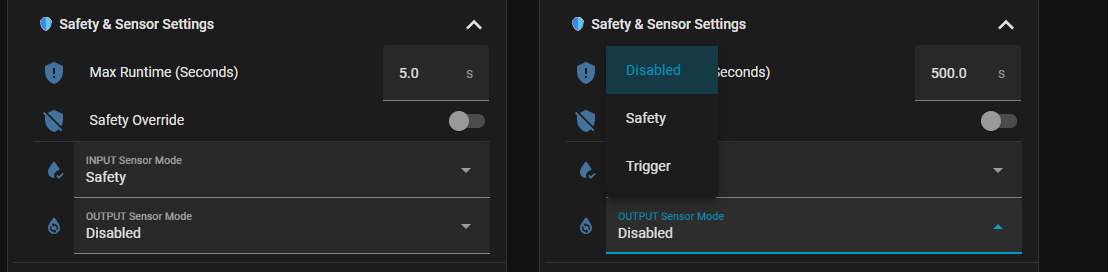 Safety & Sensor Settings
Max Runtime (Seconds)
5.0
s
Safety Override
INPUT Sensor Mode
Safety
OUTPUT Sensor Mode
Disabled
Safety & Sensor Settings
Disabled
Seconds)
500.0
s
Safety
Trigger
OUTPUT Sensor Mode
Disabled